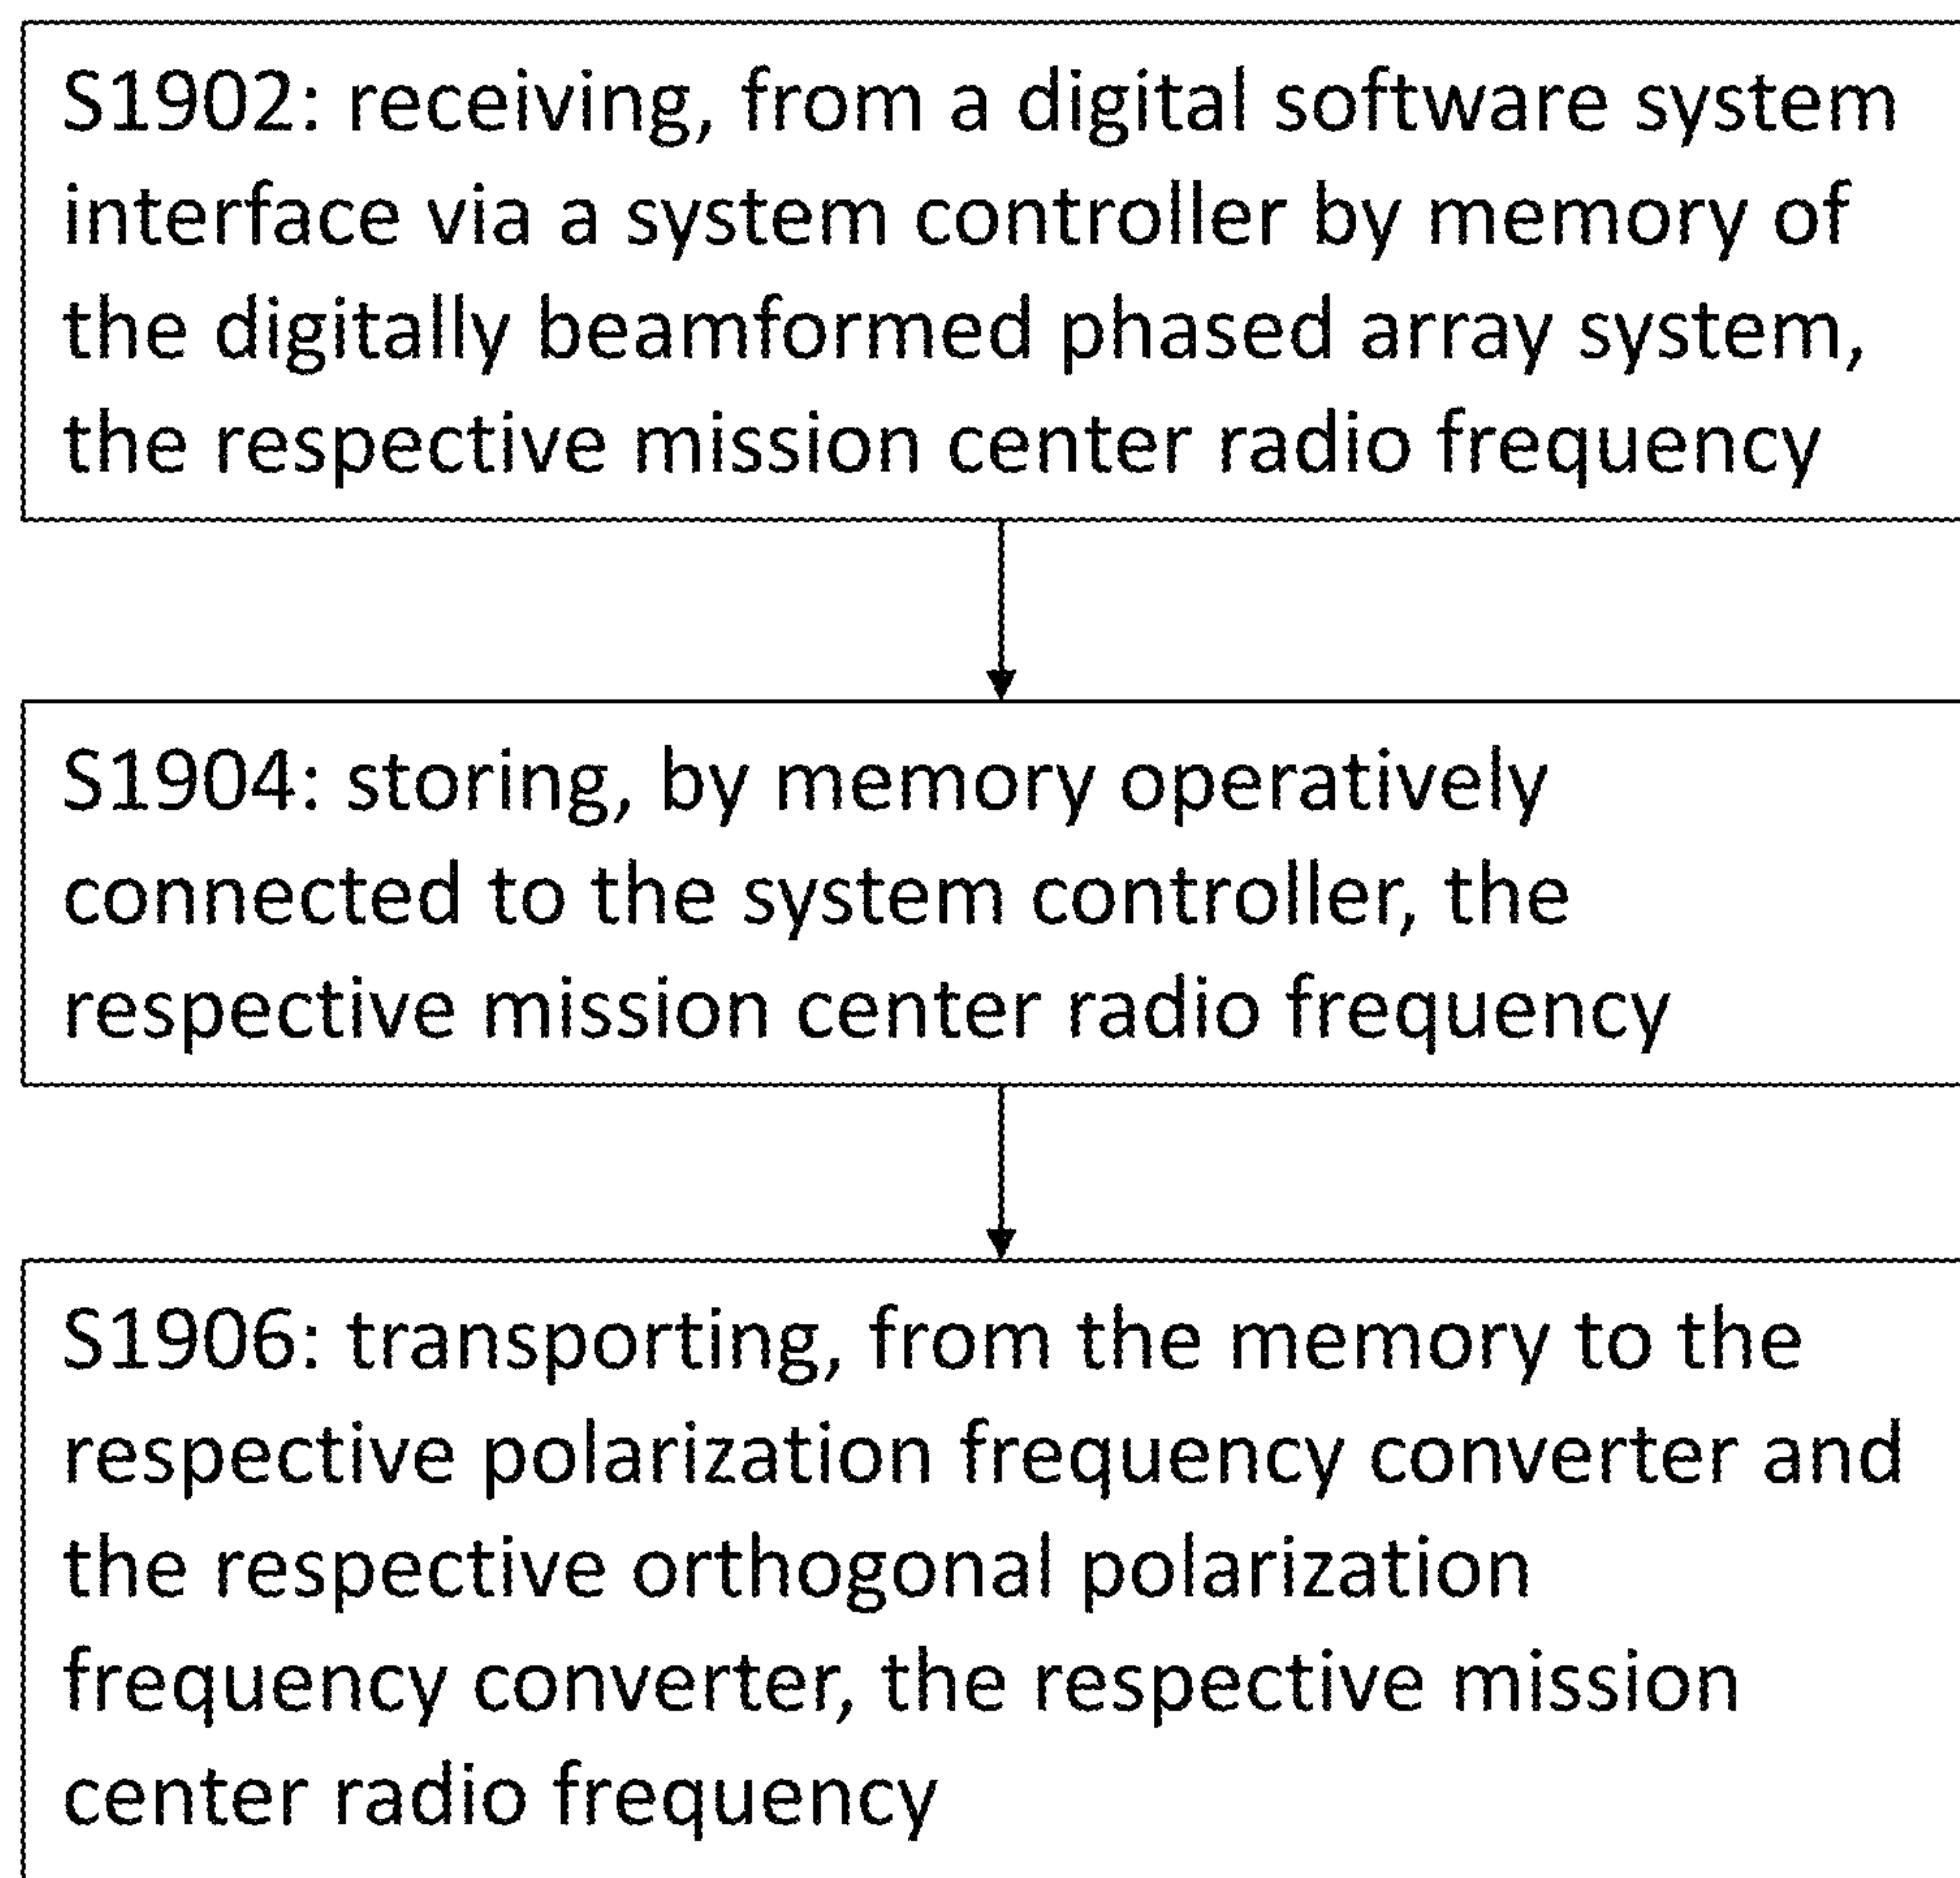 S1902: receiving, from a digital software system
interface via a system controller by memory of
the digitally beamformed phased array system,
the respective mission center radio frequency
S1904: storing, by memory operatively
connected to the system controller, the
respective mission center radio frequency
S1906: transporting, from the memory to the
respective polarization frequency converter and
the respective orthogonal polarization
frequency converter, the respective mission
center radio frequency